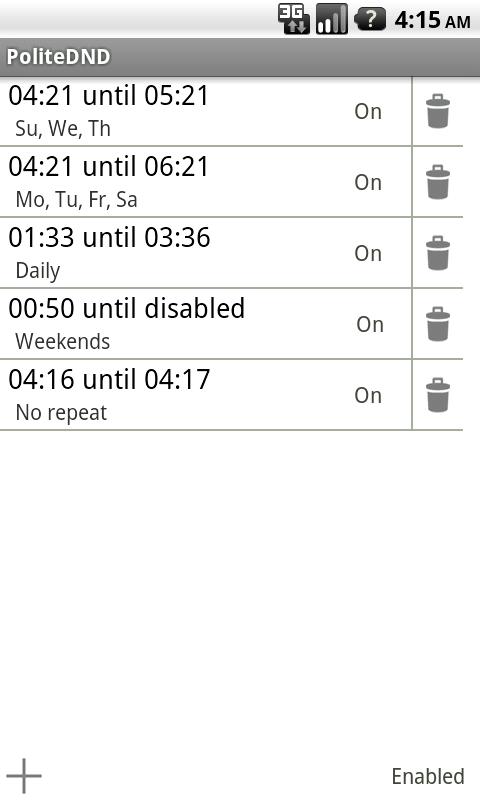 3G 4:15 AM
PoliteDND
04:21 until 05:21
On
Su, We, Th
04:21 until 06:21
On
Mo, Tu, Fr, Sa
01:33 until 03:36
On
Daily
00:50 until disabled
On
Weekends
04:16 until 04:17
On
No repeat
Enabled